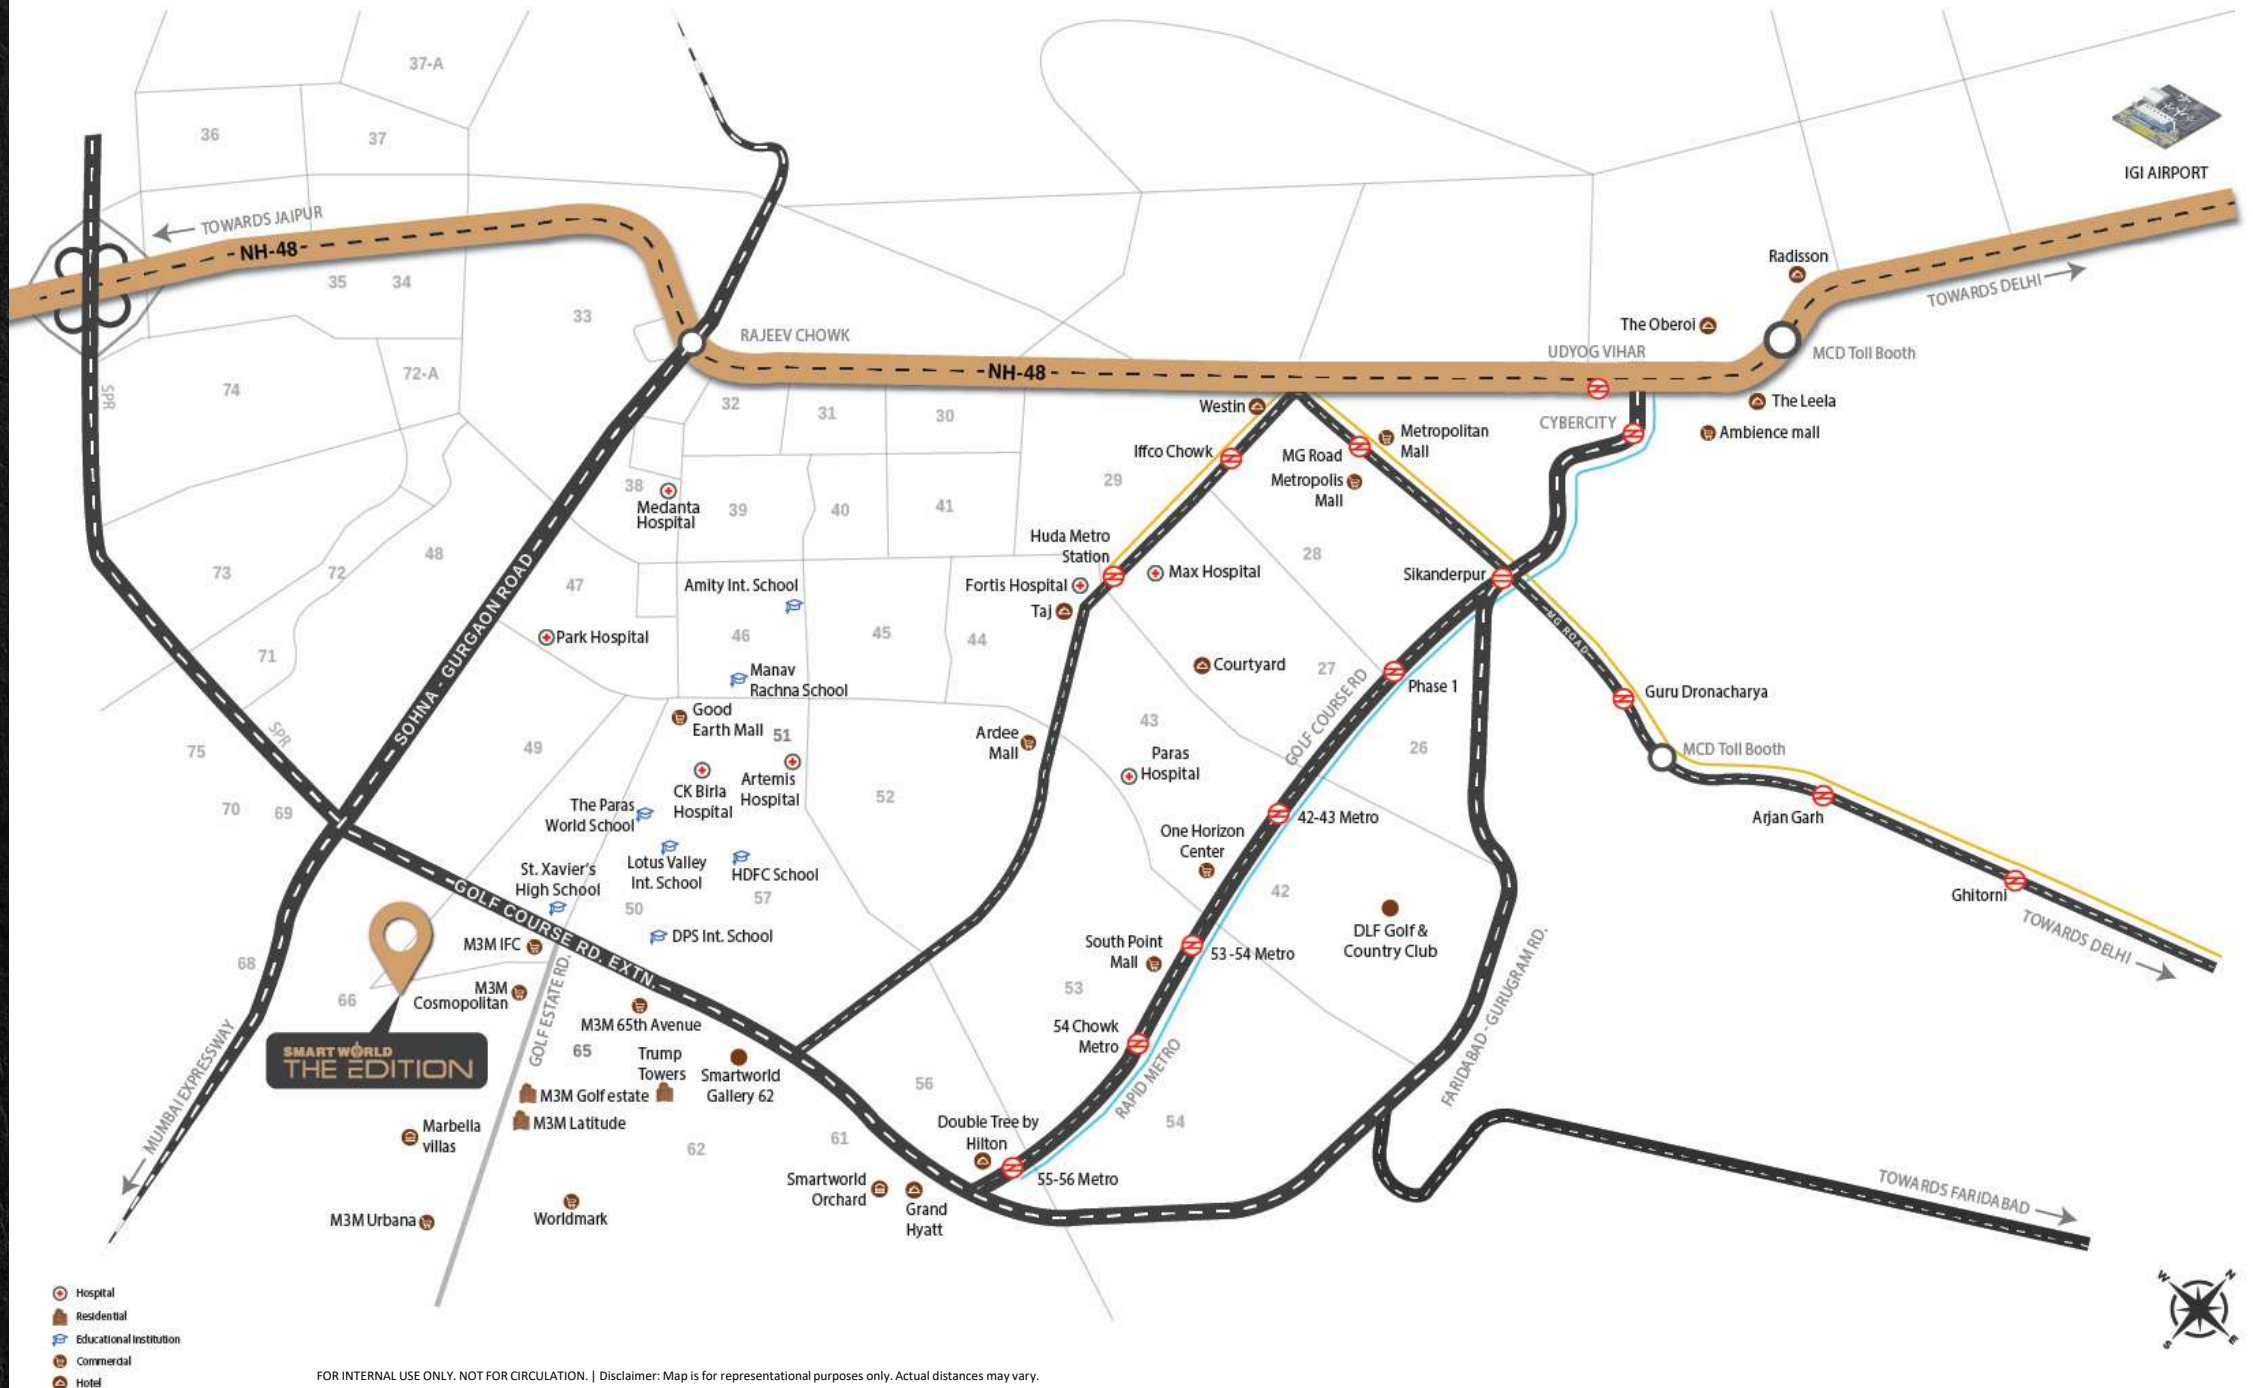 37-A
36
37
IGI AIRPORT
TOWARDS JAIPUR
NH-48
35
34
33
Radisson
TOWARDS DELHI
The Oberoi
RAJEEV CHOWK
UDYOG VIHAR
MCD Toll Booth
NH-48
SPR
74
72-A
32
31
30
Westin
The Leela
CYBERCITY
Ambience mall
Metropolitan
Mall
Iffco Chowk
MG Road
Metropolis
Mall
29
38
Medanta
Hospital
39
40
41
Huda Metro
Station
28
48
73
72
47
SOHNA - GURGAON ROAD
Amity Int. School
Fortis Hospital
Max Hospital
Sikanderpur
Taj
MG ROAD
Park Hospital
46
45
44
71
Manav
Rachna School
Courtyard
27
Phase 1
Guru Dronacharya
GOLF COURSE RD
SPR
75
49
Good
Earth Mall
51
Ardee
Mall
43
26
MCD Toll Booth
Paras
Hospital
CK Birla
Hospital
Artemis
Hospital
52
70
69
The Paras
World School
42-43 Metro
Arjan Garh
One Horizon
Center
St. Xavier's
High School
Lotus Valley
Int. School
HDFC School
57
50
42
GOLF COURSE RD. EXTN.
Ghitorni
TOWARDS DELHI
DLF Golf &
Country Club
DPS Int. School
M3M IFC
South Point
Mall
53 -54 Metro
68
66
M3M
Cosmopolitan
53
GOLF ESTATE RD.
FARIDABAD - GURUGRAM RD.
M3M 65th Avenue
54 Chowk
Metro
MUMBAI EXPRESSWAY
SMART WORLD
THE EDITION
65
Trump
Towers
Smartworld
Gallery 62
RAPID METRO
56
M3M Golf estate
M3M Latitude
Marbella
villas
62
61
Double Tree by
Hilton
54
55-56 Metro
Smartworld
Orchard
Grand
Hyatt
TOWARDS FARIDABAD
M3M Urbana
Worldmark
W
N
S
E
Hospital
Residential
Educational Institution
Commercial
Hotel
FOR INTERNAL USE ONLY. NOT FOR CIRCULATION. | Disclaimer: Map is for representational purposes only. Actual distances may vary.